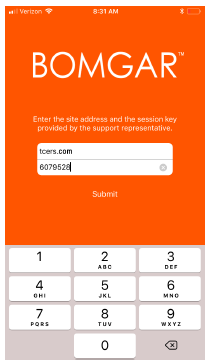 Verizon 8:31 AM
BOMGAR™
Enter the site address and the session key
provided by the support representative.
tcers.com
6079528
Submit
1 2 3
ABC DEF
4 5 6
GHI JKL MNO
7 8 9
PQRS TUV WXYZ
0